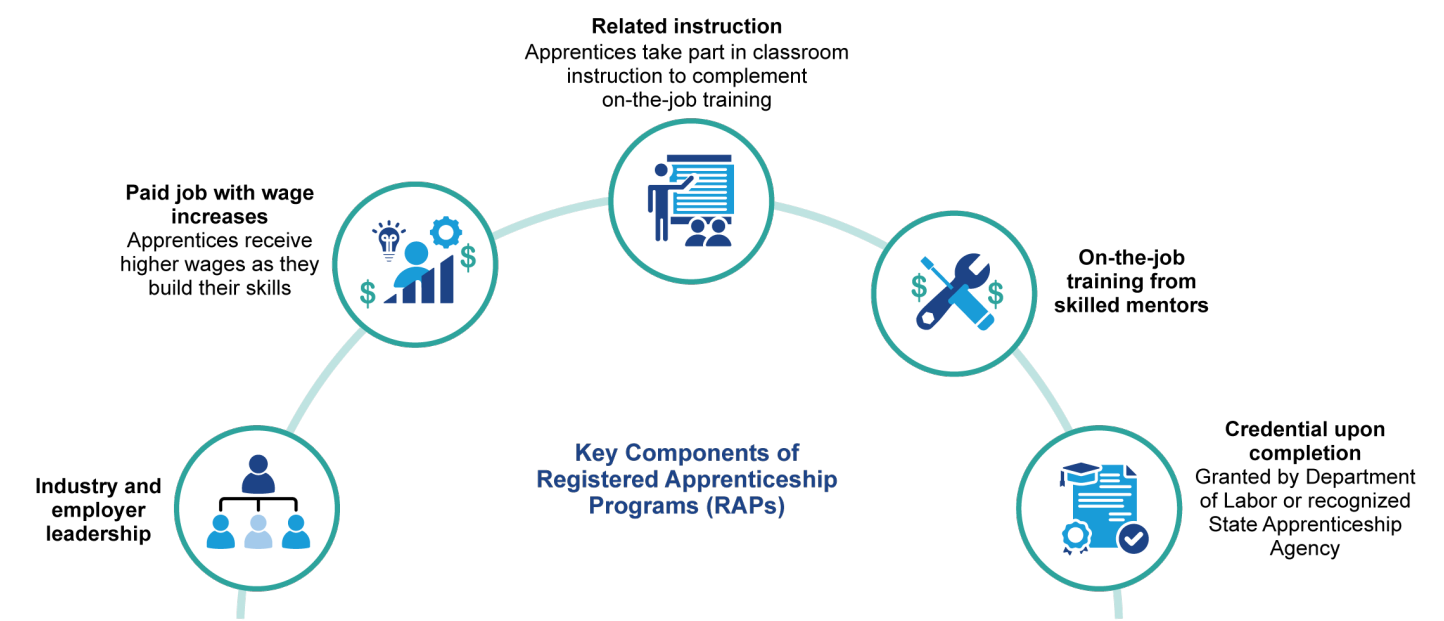 Related instruction
Apprentices take part in classroom
instruction to complement
on-the-job training
Paid job with wage
increases
Apprentices receive
higher wages as they
build their skills
$
$
On-the-job
training from
skilled mentors
$
$
Industry and
employer
leadership
Key Components of
Registered Apprenticeship
Programs (RAPs)
Credential upon
completion
Granted by Department
of Labor or recognized
State Apprenticeship
Agency